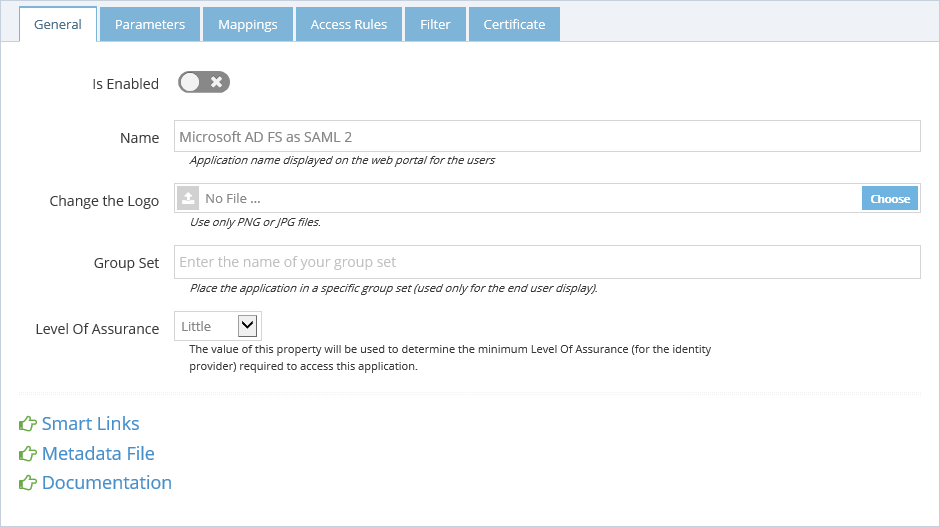 General Parameters Mappings Access Rules Filter Certificate
Is Enabled
Name Microsoft AD FS as SAML 2
Application name displayed on the web portal for the users
Change the Logo No File ... Choose
Use only PNG or JPG files.
Group Set Enter the name of your group set
Place the application in a specific group set (used only for the end user display).
Level Of Assurance Little
The value of this property will be used to determine the minimum Level Of Assurance (for the identity
provider) required to access this application.
Smart Links
Metadata File
Documentation